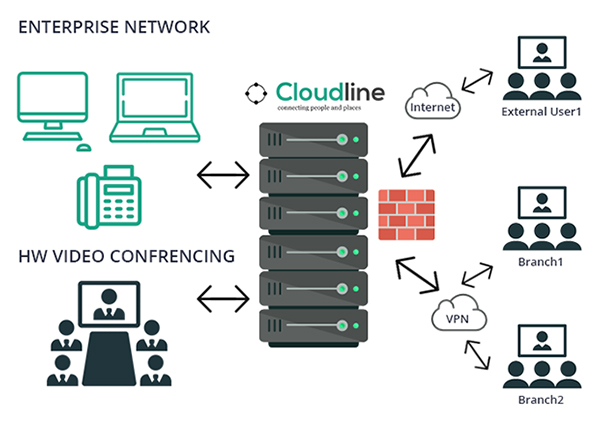 ENTERPRISE NETWORK
Cloudline
connecting people and places
Internet
External User1
HW VIDEO CONFRENCING
Branch1
VPN
Branch2